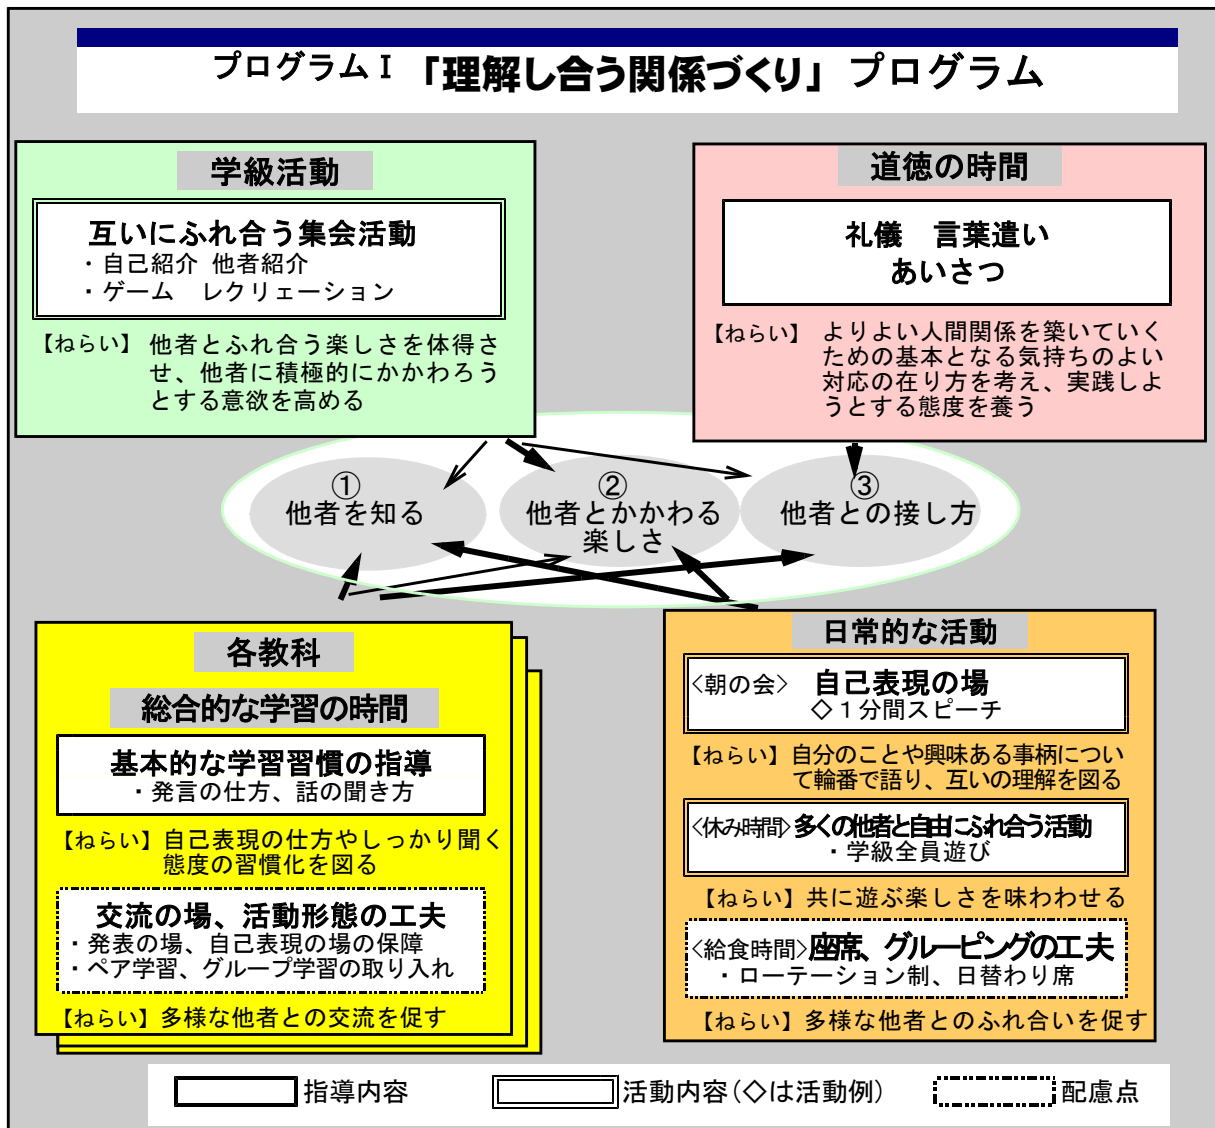 プログラムⅠ 「理解し合う関係づくり」 プログラム
学級活動
互いにふれ合う集会活動
・自己紹介 他者紹介
・ゲーム　レクリェーション
【ねらい】 他者とふれ合う楽しさを体得さ
せ、他者に積極的にかかわろう
とする意欲を高める
道徳の時間
礼儀　言葉遣い
あいさつ
【ねらい】 よりよい人間関係を築いていく
ための基本となる気持ちのよい
対応の在り方を考え、実践しよ
うとする態度を養う
①
他者を知る
②
他者とかかわる
楽しさ
③
他者との接し方
各教科
総合的な学習の時間
基本的な学習習慣の指導
・発言の仕方、話の聞き方
【ねらい】自己表現の仕方やしっかり聞く
態度の習慣化を図る
交流の場、活動形態の工夫
・発表の場、自己表現の場の保障
・ペア学習、グループ学習の取り入れ
【ねらい】多様な他者との交流を促す
日常的な活動
〈朝の会〉 自己表現の場
◇１分間スピーチ
【ねらい】自分のことや興味ある事柄につい
て輪番で語り、互いの理解を図る
〈休み時間〉多くの他者と自由にふれ合う活動
・学級全員遊び
【ねらい】共に遊ぶ楽しさを味わわせる
〈給食時間〉座席、グルーピングの工夫
・ローテーション制、日替わり席
【ねらい】多様な他者とのふれ合いを促す
指導内容
活動内容（◇は活動例）
配慮点